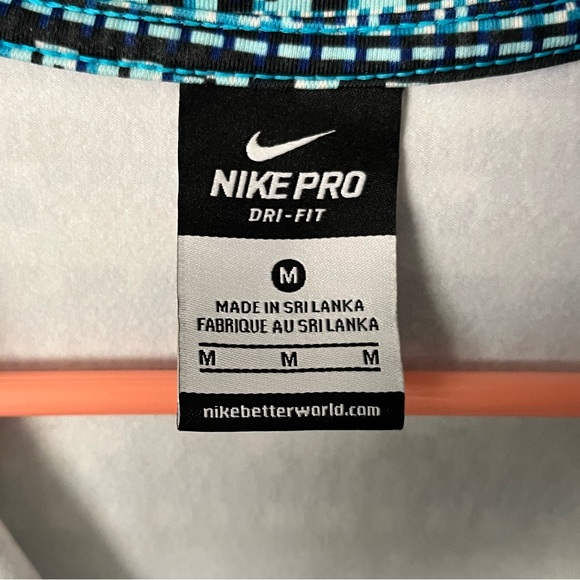 NIKE PRO
DRI-FIT
M
MADE IN SRI LANKA
FABRIQUE AU SRI LANKA
M M M
nikebetterworld.com